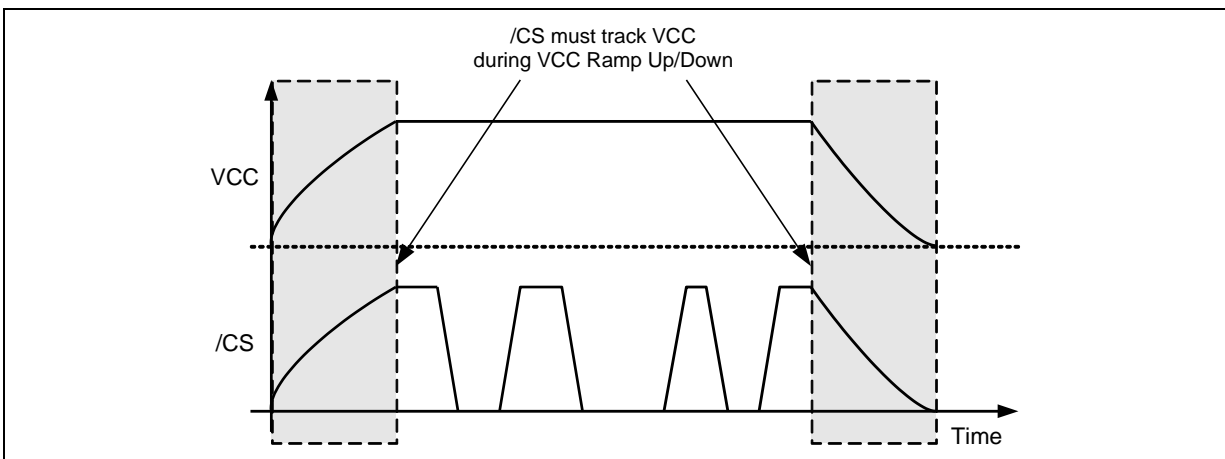 /CS must track VCC
during VCC Ramp Up/Down
VCC
/CS
Time